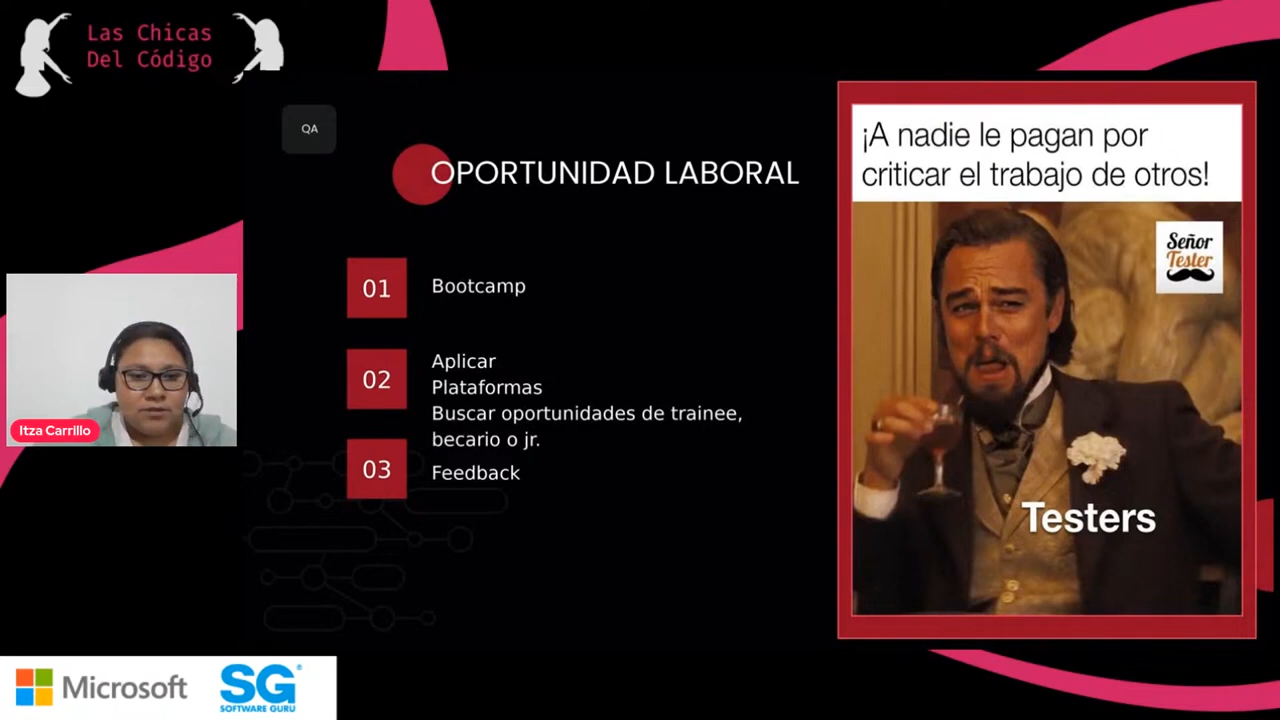 Las Chicas
Del Código
QA
OPORTUNIDAD LABORAL
01
Bootcamp
02
Aplicar
Plataformas
Buscar oportunidades de trainee,
becario o jr.
03
Feedback
¡A nadie le pagan por
criticar el trabajo de otros!
Señor
Tester
Testers
Itza Carrillo
Microsoft
SG
SOFTWARE GURU